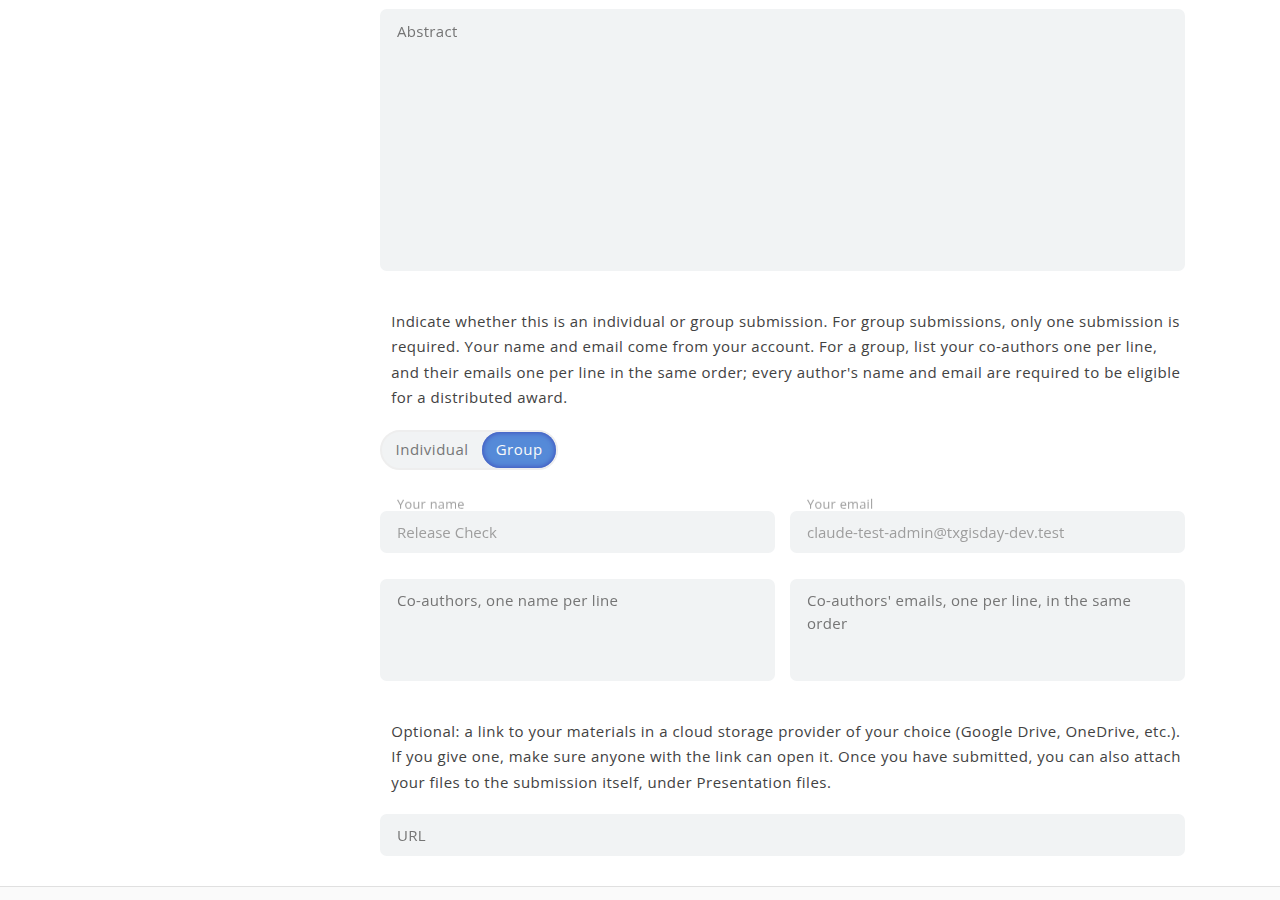 Abstract
Indicate whether this is an individual or group submission. For group submissions, only one submission is
required. Your name and email come from your account. For a group, list your co-authors one per line,
and their emails one per line in the same order; every author's name and email are required to be eligible
for a distributed award.
Individual Group
Your name Your email
Release Check claude-test-admin@txgisday-dev.test
Co-authors, one name per line
Co-authors' emails, one per line, in the same
order
Optional: a link to your materials in a cloud storage provider of your choice (Google Drive, OneDrive, etc.).
If you give one, make sure anyone with the link can open it. Once you have submitted, you can also attach
your files to the submission itself, under Presentation files.
URL